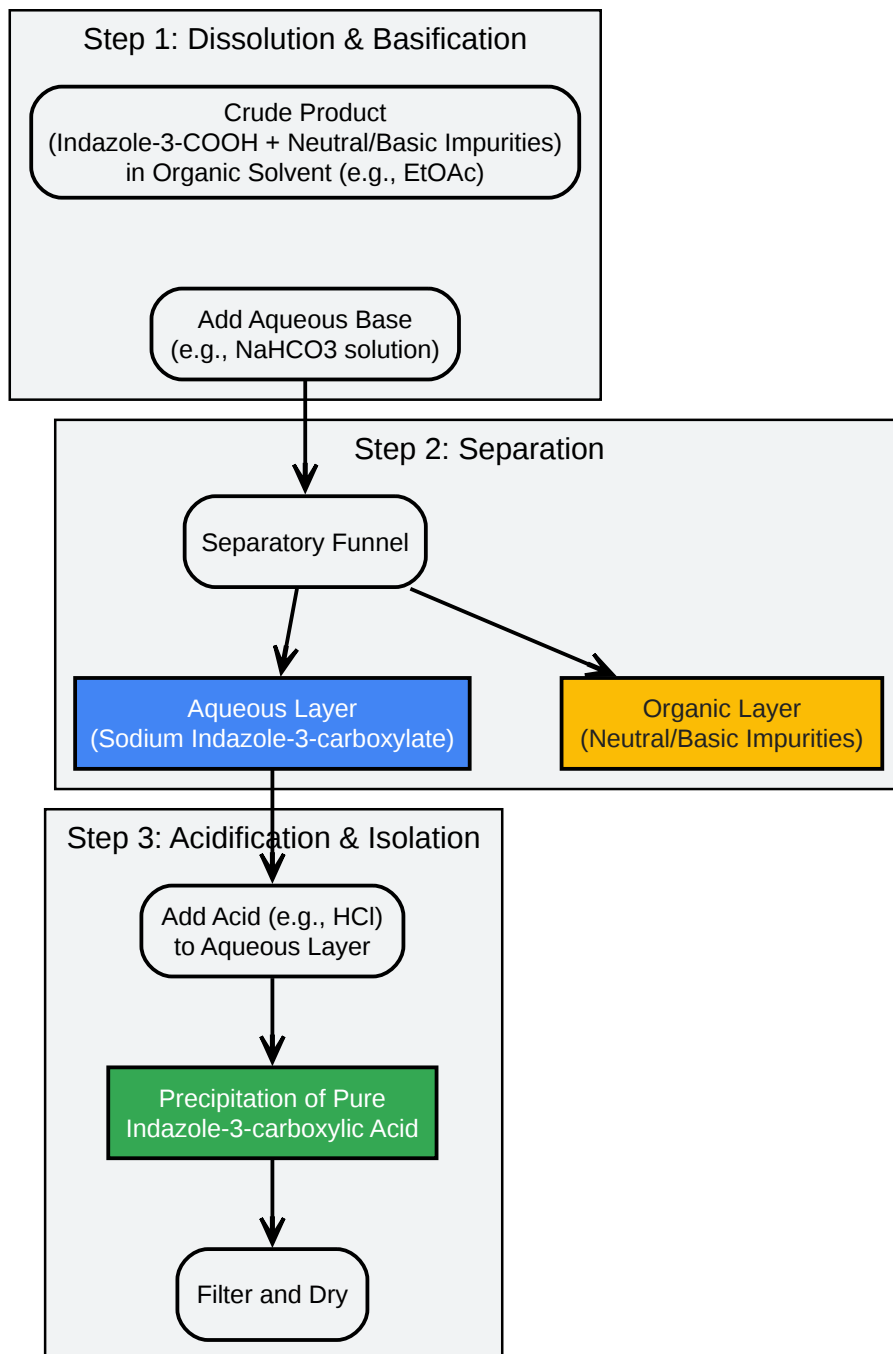 Step 1: Dissolution & Basification
Crude Product
(Indazole-3-COOH + Neutral/Basic Impurities)
in Organic Solvent (e.g., EtOAc)
Add Aqueous Base
(e.g., NaHCO3 solution)
Step 2: Separation
Separatory Funnel
Aqueous Layer
(Sodium Indazole-3-carboxylate)
Organic Layer
(Neutral/Basic Impurities)
Step 3: Acidification & Isolation
Add Acid (e.g., HCl)
to Aqueous Layer
Precipitation of Pure
Indazole-3-carboxylic Acid
Filter and Dry